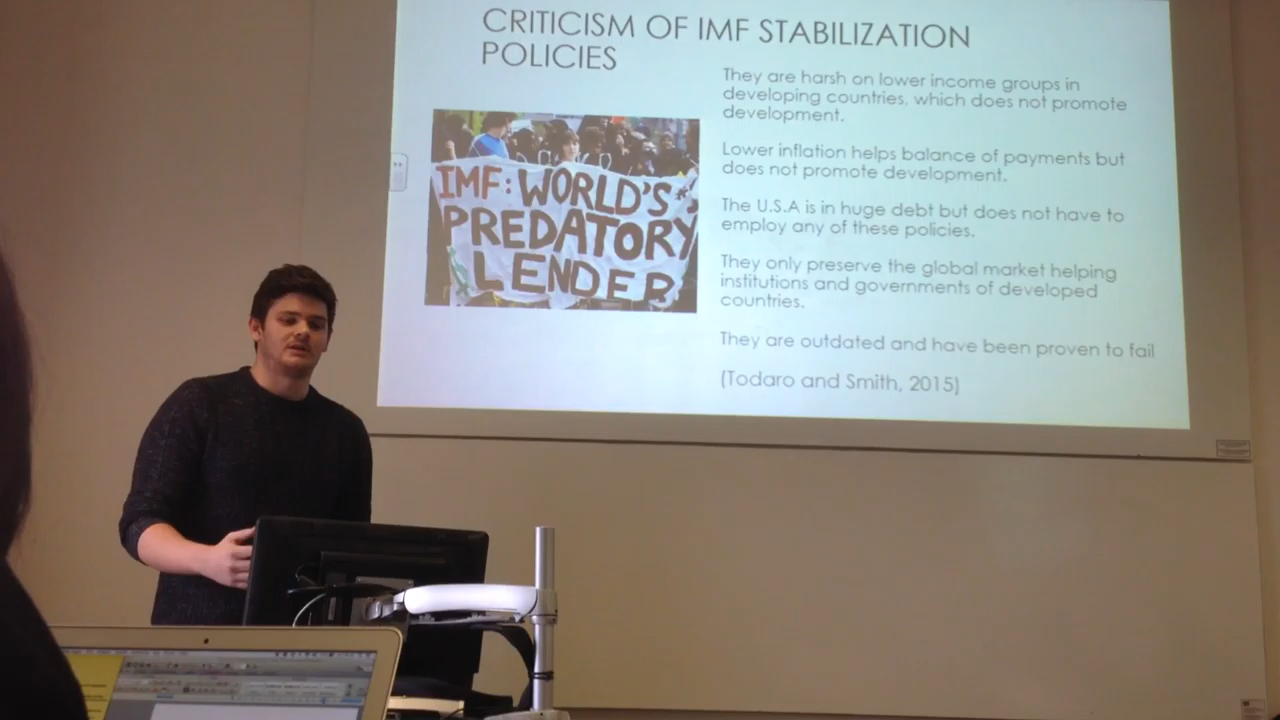 CRITICISM OF IMF STABILIZATION
POLICIES
They are harsh on lower income groups in
developing countries, which does not promote
development.
Lower inflation helps balance of payments but
does not promote development.
The U.S.A is in huge debt but does not have to
employ any of these policies.
They only preserve the global market helping
institutions and governments of developed
countries.
They are outdated and have been proven to fail
(Todaro and Smith, 2015)
IMF: WORLD'S
PREDATORY
LENDER